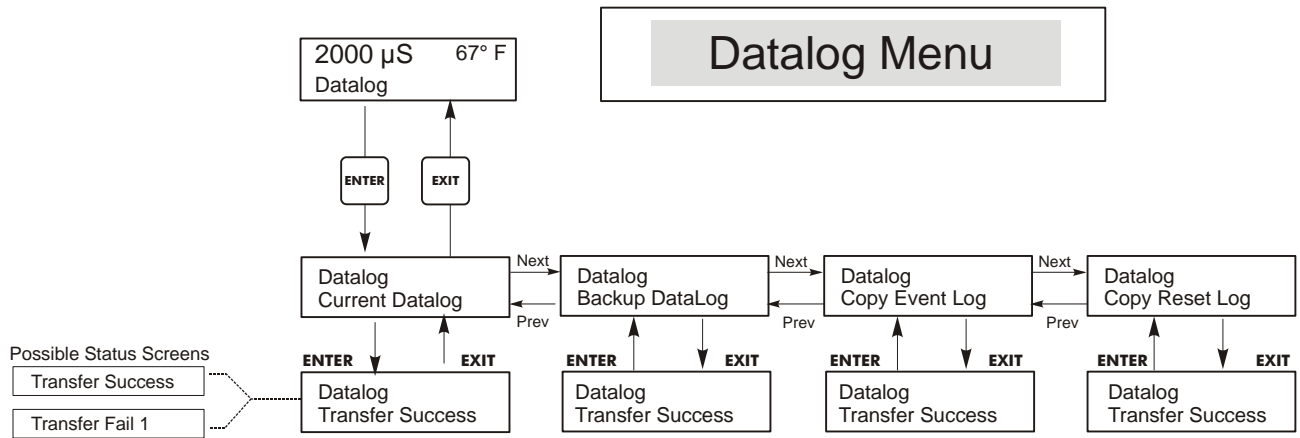 Datalog Menu
2000 µS 67° F
Datalog
ENTER EXIT
Datalog
Current Datalog
Next
Prev
Datalog
Backup DataLog
Next
Prev
Datalog
Copy Event Log
Next
Prev
Datalog
Copy Reset Log
Possible Status Screens
Transfer Success
Transfer Fail 1
ENTER EXIT
Datalog
Transfer Success
ENTER EXIT
Datalog
Transfer Success
ENTER EXIT
Datalog
Transfer Success
ENTER EXIT
Datalog
Transfer Success